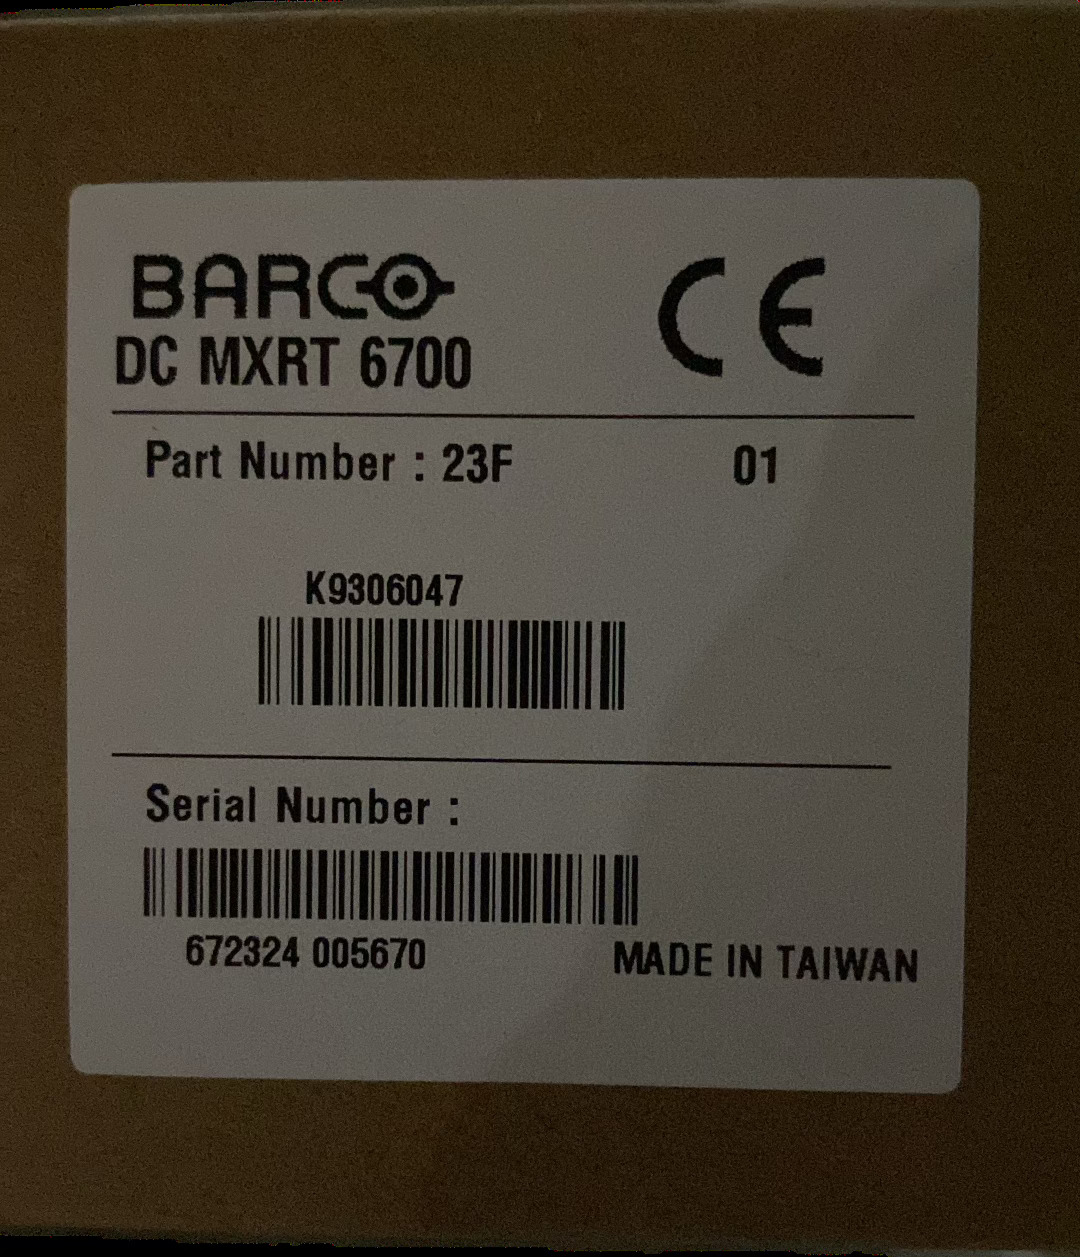 BARCO CE
DC MXRT 6700
Part Number : 23F 01
K9306047
Serial Number :
672324 005670 MADE IN TAIWAN